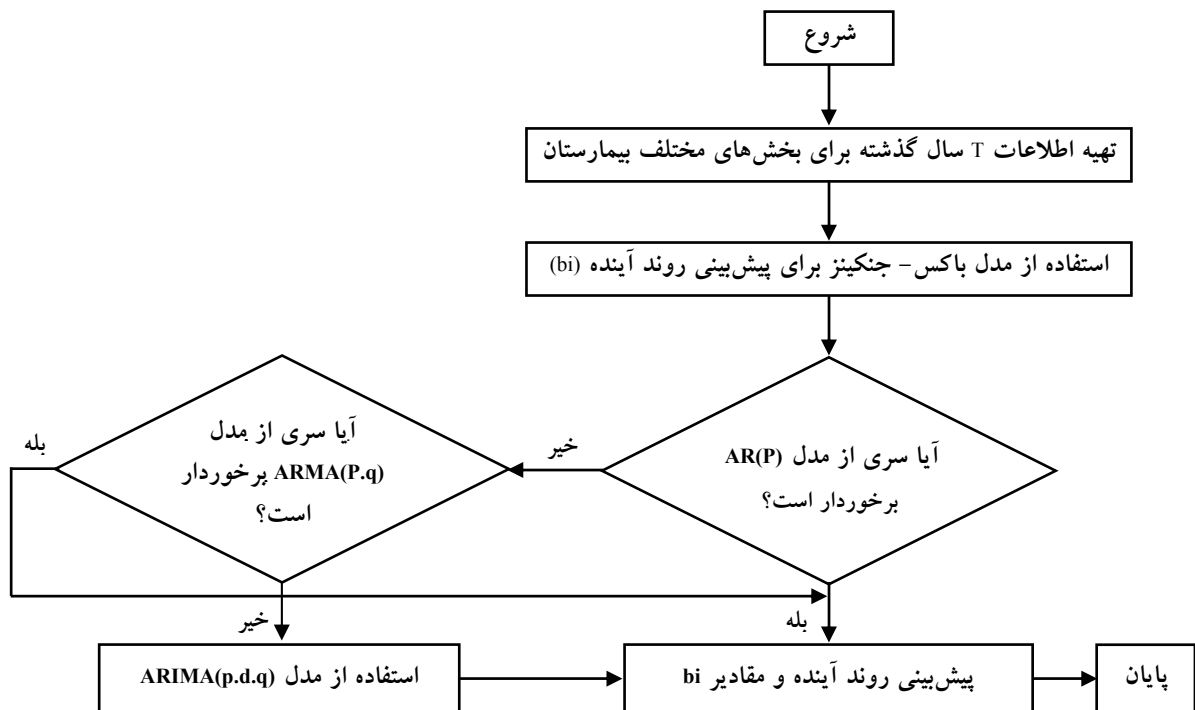 شروع
تهیه اطلاعات T سال گذشته برای بخش‌های مختلف بیمارستان
استفاده از مدل باکس- جنکینز برای پیش‌بینی روند آینده (bi)
آیا سری از مدل AR(P)
برخوردار است؟
خیر
آیا سری از مدل
ARMA(P.q) برخوردار
است؟
بله
خیر
بله
استفاده از مدل ARIMA(p.d.q)
پیش‌بینی روند آینده و مقادیر bi
پایان